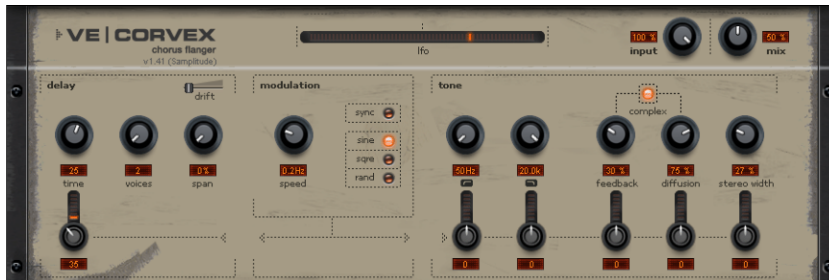 VE | CORVEX
chorus flanger
v1.41 (Samplitude)
lfo
100 %
input
50 %
mix
delay
drift
modulation
tone
sync
complex
sine
sqre
rand
25
2
0%
0.2Hz
50Hz
20.0k
30 %
75 %
27 %
time
voices
span
speed
feedback
diffusion
stereo width
35
0
0
0
0
0